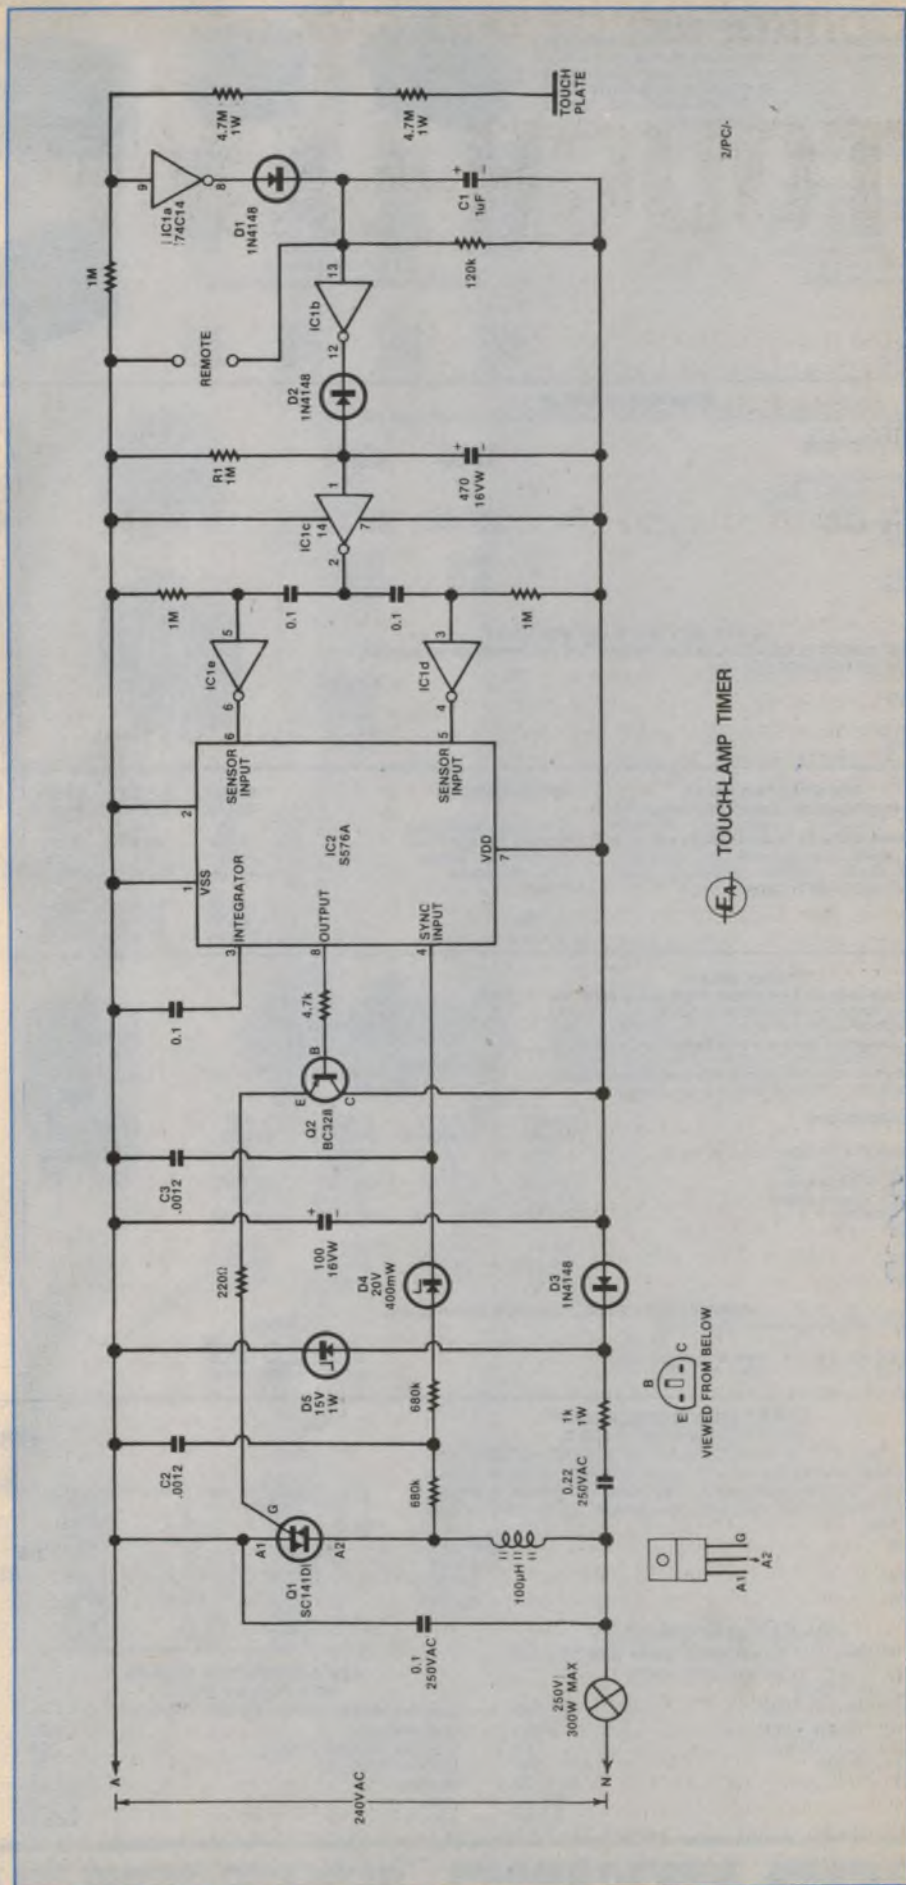 A
240VAC
N
250V
300W MAX
0.1
250VAC
Q1
SC141D
A1
G
A2
100µH
A1
A2
G
C2
.0012
680k
680k
0.22
250VAC
1k
1W
E
B
C
VIEWED FROM BELOW
D5
15V
1W
220Ω
D4
20V
400mW
D3
1N4148
100
16VW
+
−
C3
.0012
E
B
C
Q2
BC328
4.7k
0.1
3
INTEGRATOR
8
OUTPUT
4
SYNC
INPUT
1
VSS
2
IC2
S576A
VDD
7
SENSOR
INPUT
6
SENSOR
INPUT
5
EA TOUCH-LAMP TIMER
6
IC1e
5
4
IC1d
3
1M
0.1
0.1
1M
2
IC1c
14
7
1
R1
1M
470
16VW
+
−
D2
1N4148
REMOTE
12
IC1b
13
1M
120k
IC1a
74C14
9
8
D1
1N4148
C1
1uF
+
−
4.7M
1W
4.7M
1W
TOUCH
PLATE
2/PC/-